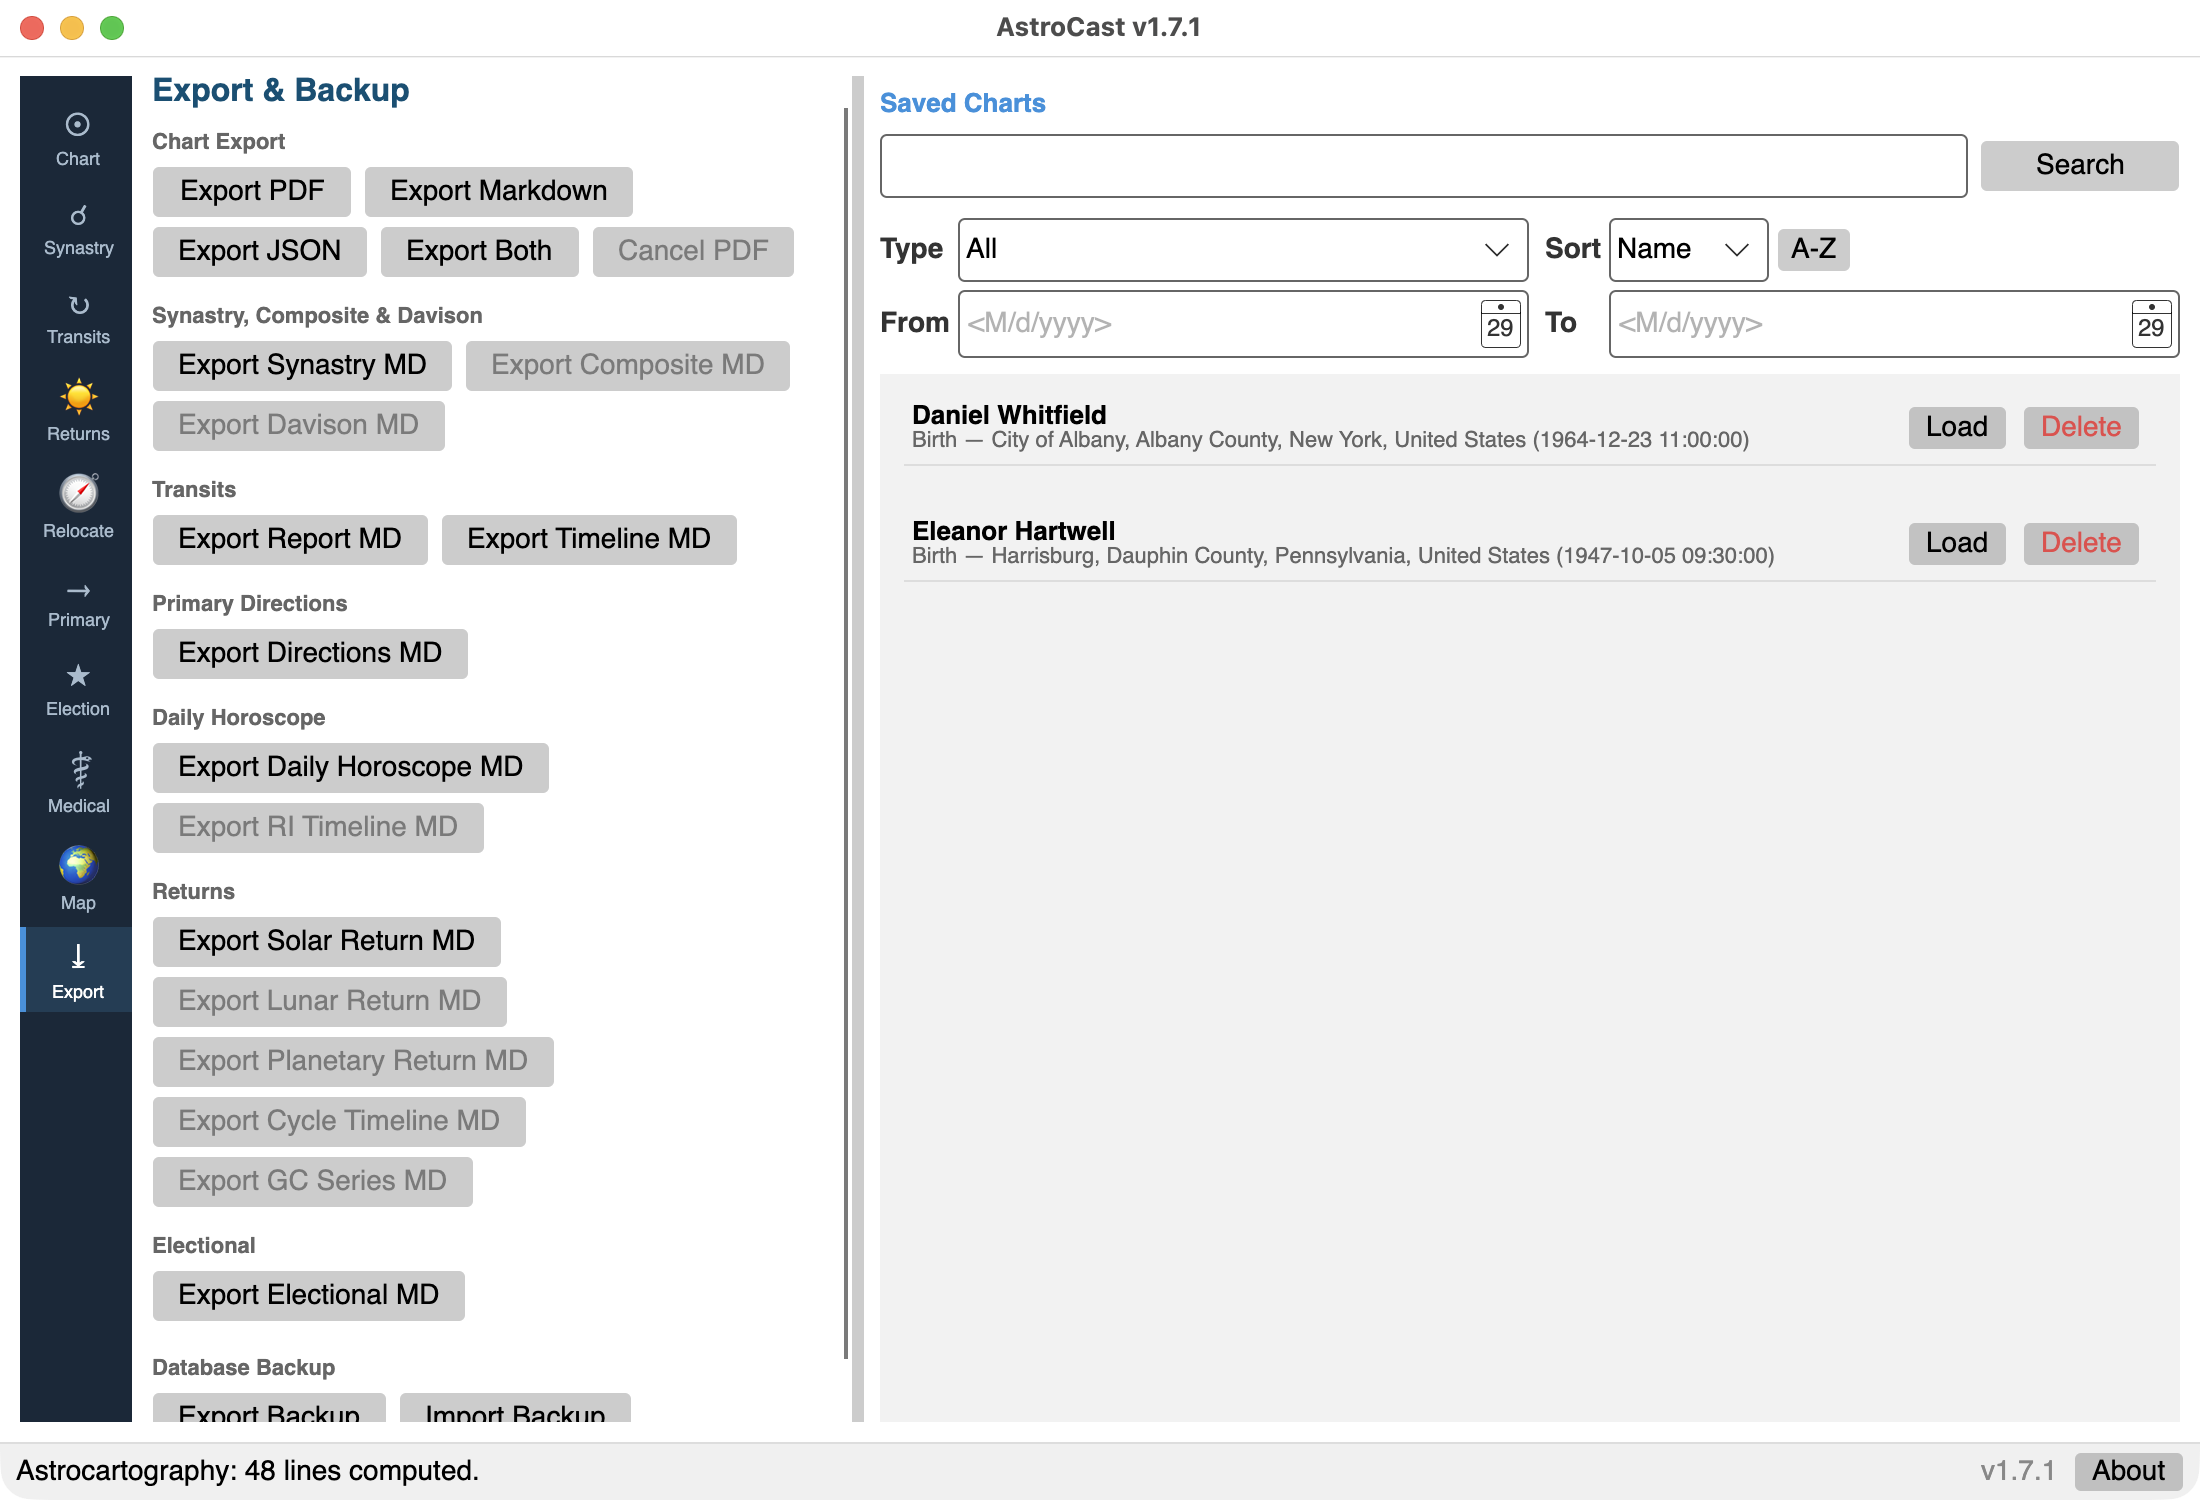 AstroCast v1.7.1
Chart
Synastry
Transits
Returns
Relocate
Primary
Election
Medical
Map
Export
Export & Backup
Chart Export
Export PDF Export Markdown
Export JSON Export Both Cancel PDF
Synastry, Composite & Davison
Export Synastry MD Export Composite MD
Export Davison MD
Transits
Export Report MD Export Timeline MD
Primary Directions
Export Directions MD
Daily Horoscope
Export Daily Horoscope MD
Export RI Timeline MD
Returns
Export Solar Return MD
Export Lunar Return MD
Export Planetary Return MD
Export Cycle Timeline MD
Export GC Series MD
Electional
Export Electional MD
Database Backup
Export Backup Import Backup
Saved Charts
Search
Type All Sort Name A-Z
From <M/d/yyyy> 29 To <M/d/yyyy> 29
Daniel Whitfield
Birth — City of Albany, Albany County, New York, United States (1964-12-23 11:00:00)
Load Delete
Eleanor Hartwell
Birth — Harrisburg, Dauphin County, Pennsylvania, United States (1947-10-05 09:30:00)
Load Delete
Astrocartography: 48 lines computed.
v1.7.1 About